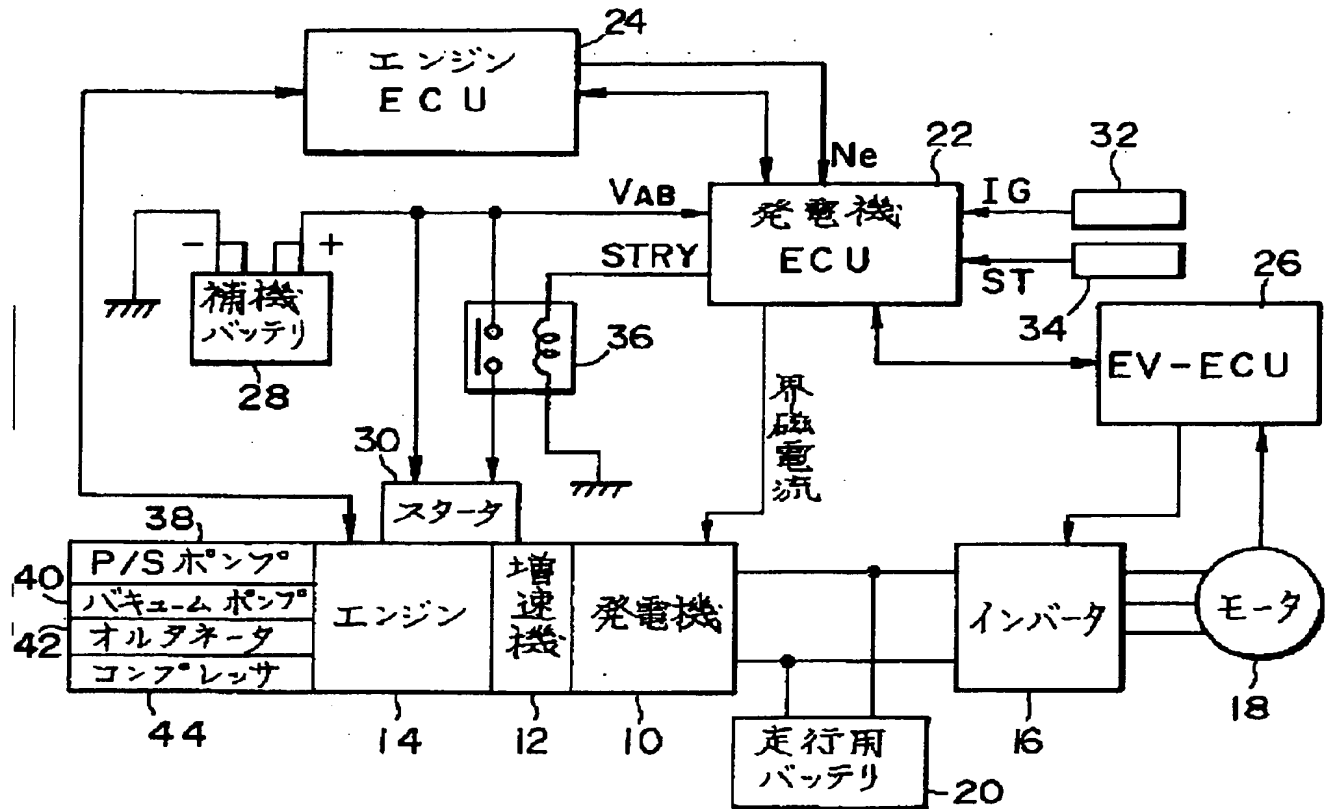 24
エンジン
ECU
Ne
22
32
IG
VAB
発電機
ECU
STRY
ST
34
26
- +
補機
バッテリ
28
36
EV-ECU
界磁電流
30
スタータ
38
P/Sポンプ
40
バキュームポンプ
42
オルタネータ
コンプレッサ
44
エンジン
14
増速機
12
発電機
10
インバータ
16
モータ
18
走行用
バッテリ
20